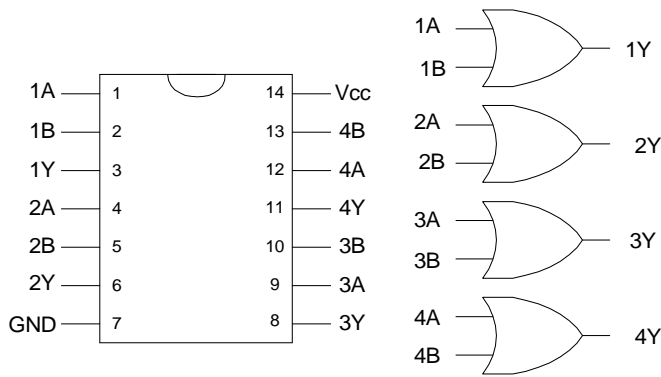 1A 1 14 Vcc
1B 2 13 4B
1Y 3 12 4A
2A 4 11 4Y
2B 5 10 3B
2Y 6 9 3A
GND 7 8 3Y
1A
1B
1Y
2A
2B
2Y
3A
3B
3Y
4A
4B
4Y